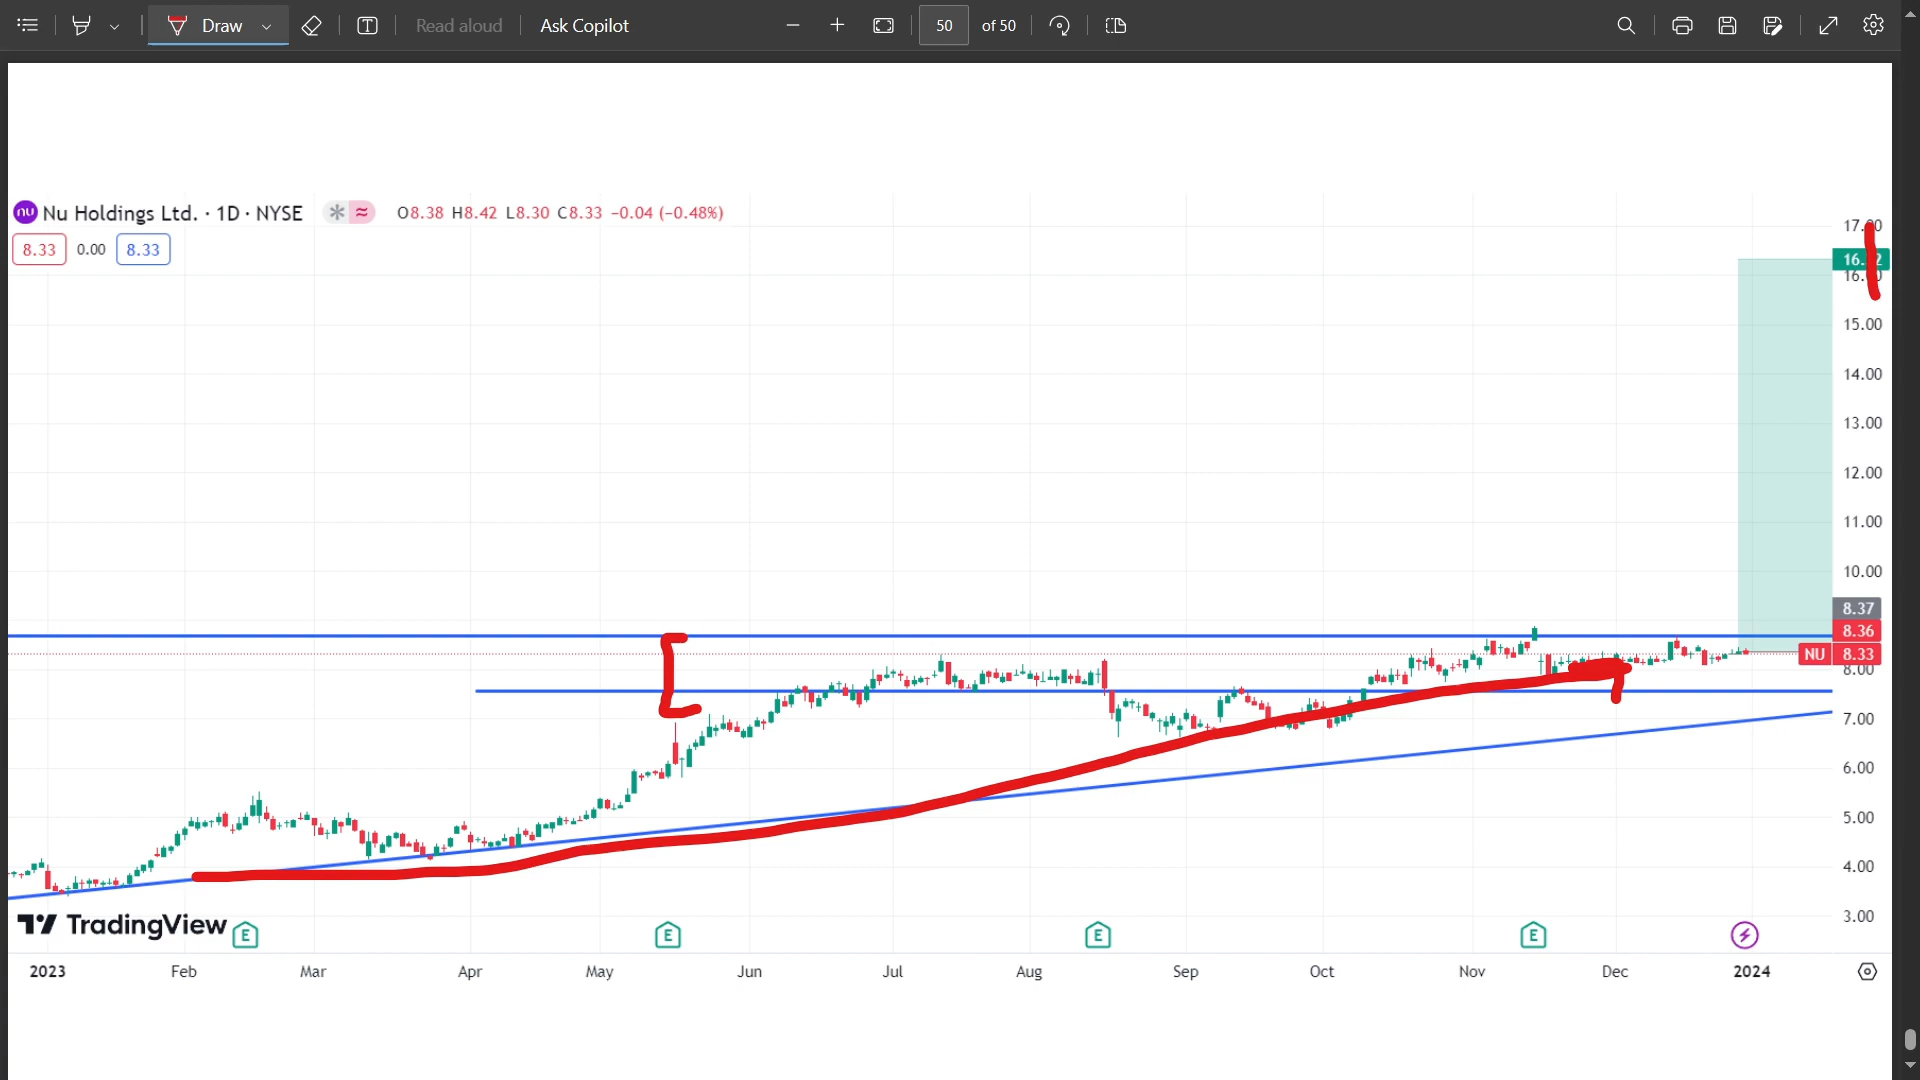 Draw
Read aloud
Ask Copilot
50 of 50
nu Nu Holdings Ltd. · 1D · NYSE O8.38 H8.42 L8.30 C8.33 −0.04 (−0.48%)
8.33 0.00 8.33
17.00
15.00
14.00
13.00
12.00
11.00
10.00
8.37
8.36
NU 8.33
8.00
7.00
6.00
5.00
4.00
3.00
TradingView
E E E E
2023 Feb Mar Apr May Jun Jul Aug Sep Oct Nov Dec 2024